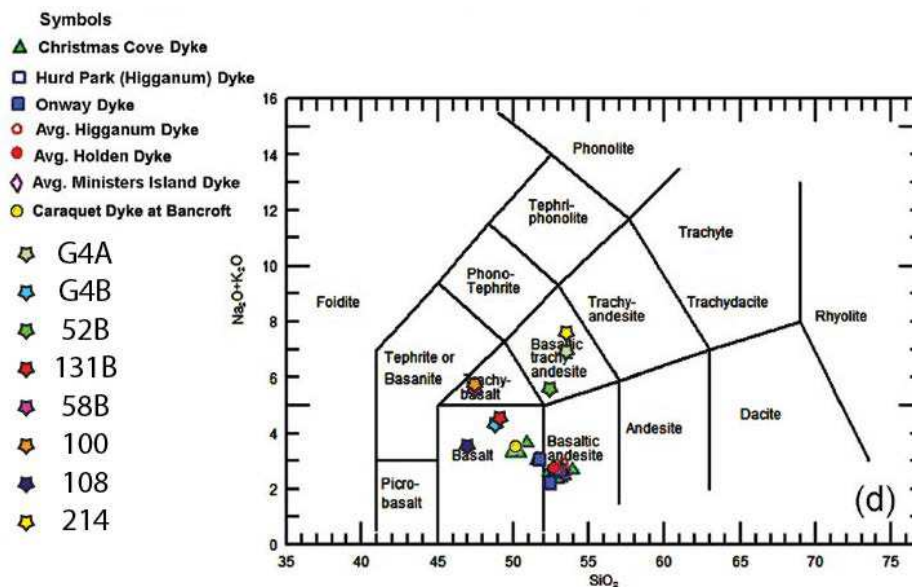 Symbols
Christmas Cove Dyke
Hurd Park (Higganum) Dyke
Onway Dyke
Avg. Higganum Dyke
Avg. Holden Dyke
Avg. Ministers Island Dyke
Caraquet Dyke at Bancroft
G4A
G4B
52B
131B
58B
100
108
214
Na2O+K2O
16
14
12
10
8
6
4
2
0
Phonolite
Tephri-
phonolite
Trachyte
Phono-
Tephrite
Foidite
Trachy-
andesite
Trachydacite
Rhyolite
Basaltic
trachy-
andesite
Tephrite or
Basanite
Trachy-
basalt
Andesite
Dacite
Basalt
Basaltic
andesite
Picro-
basalt
(d)
35 40 45 50 55 60 65 70 75
SiO2